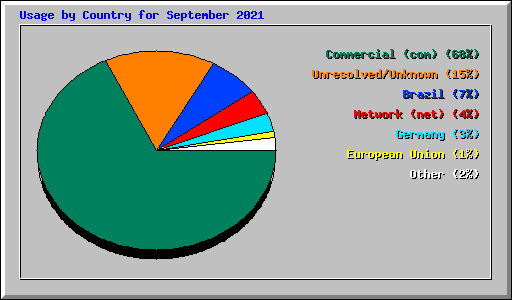 Usage by Country for September 2021
Commercial (com) (68%)
Unresolved/Unknown (15%)
Brazil (7%)
Network (net) (4%)
Germany (3%)
European Union (1%)
Other (2%)